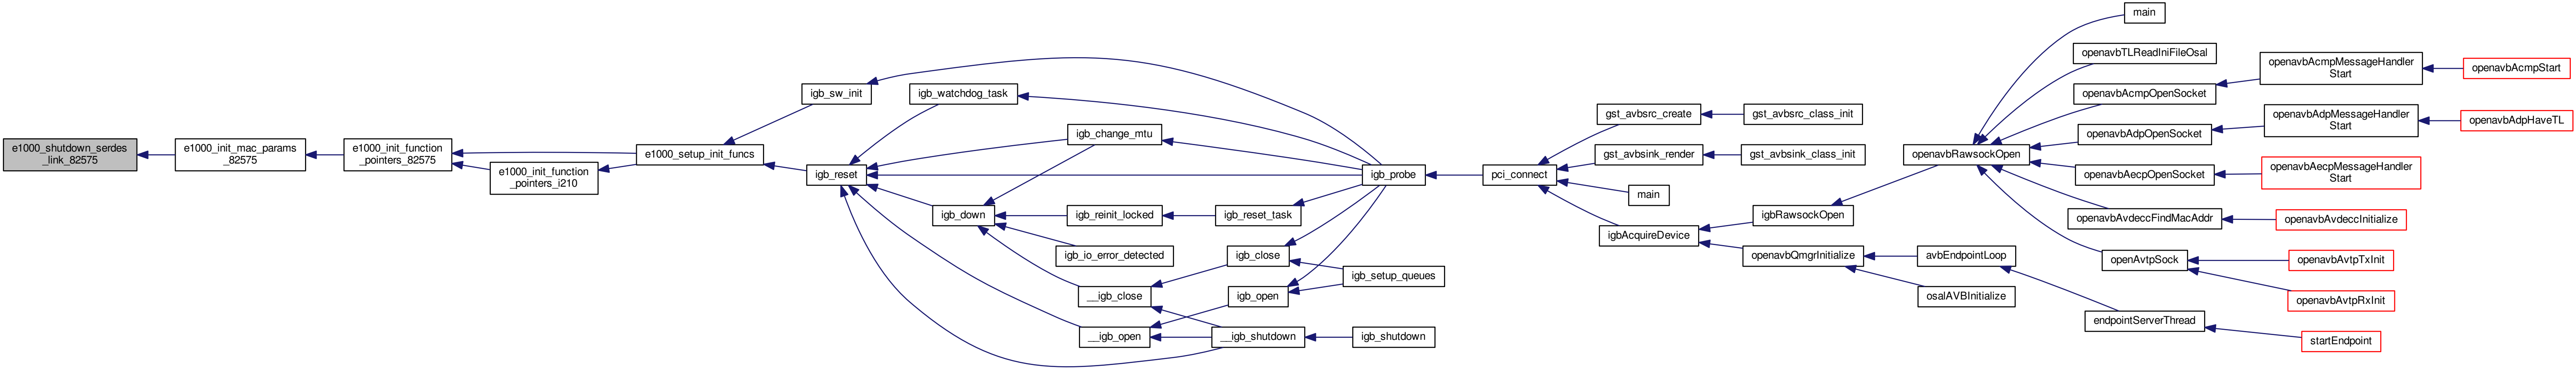 e1000_shutdown_serdes
_link_82575
e1000_init_mac_params
_82575
e1000_init_function
_pointers_82575
e1000_init_function
_pointers_i210
e1000_setup_init_funcs
igb_sw_init
igb_reset
igb_watchdog_task
igb_change_mtu
igb_down
igb_reinit_locked
igb_reset_task
igb_io_error_detected
__igb_close
igb_close
__igb_open
igb_open
__igb_shutdown
igb_shutdown
igb_setup_queues
igb_probe
pci_connect
gst_avbsrc_create
gst_avbsrc_class_init
gst_avbsink_render
gst_avbsink_class_init
main
igbAcquireDevice
igbRawsockOpen
openavbQmgrInitialize
avbEndpointLoop
osalAVBInitialize
endpointServerThread
startEndpoint
openavbRawsockOpen
main
openavbTLReadIniFileOsal
openavbAcmpOpenSocket
openavbAcmpMessageHandler
Start
openavbAcmpStart
openavbAdpOpenSocket
openavbAdpMessageHandler
Start
openavbAdpHaveTL
openavbAecpOpenSocket
openavbAecpMessageHandler
Start
openavbAvdeccFindMacAddr
openavbAvdeccInitialize
openAvtpSock
openavbAvtpTxInit
openavbAvtpRxInit